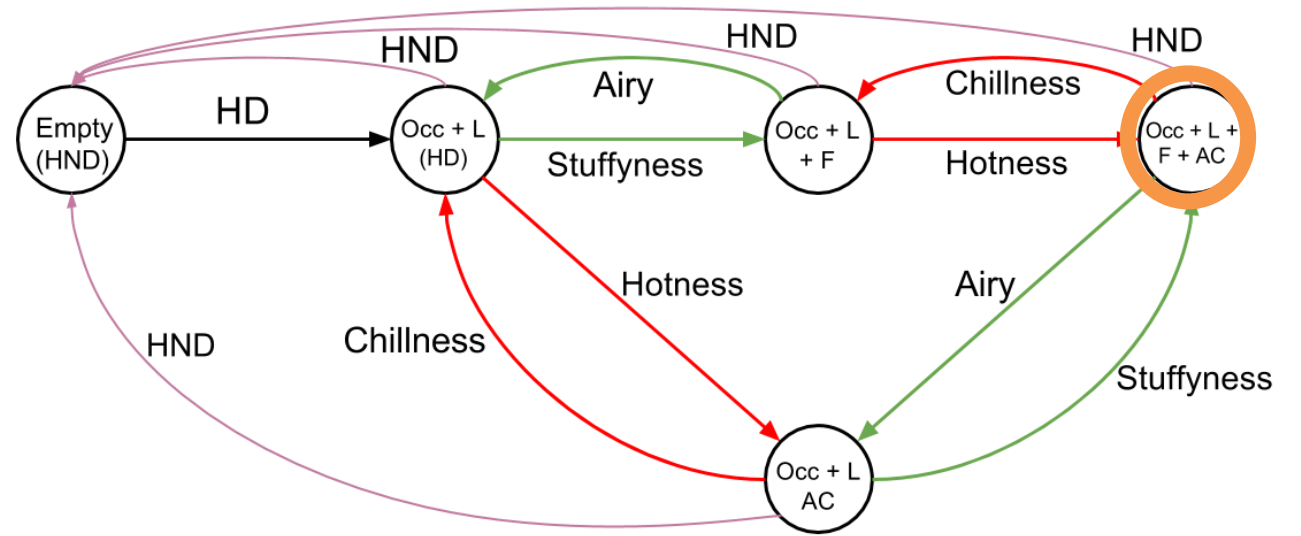 HND
HND
HND
Airy
Chillness
HD
Empty
(HND)
Occ + L
(HD)
Stuffyness
Occ + L
+ F
Hotness
Occ + L +
F + AC
Hotness
Airy
Chillness
HND
Stuffyness
Occ + L
AC